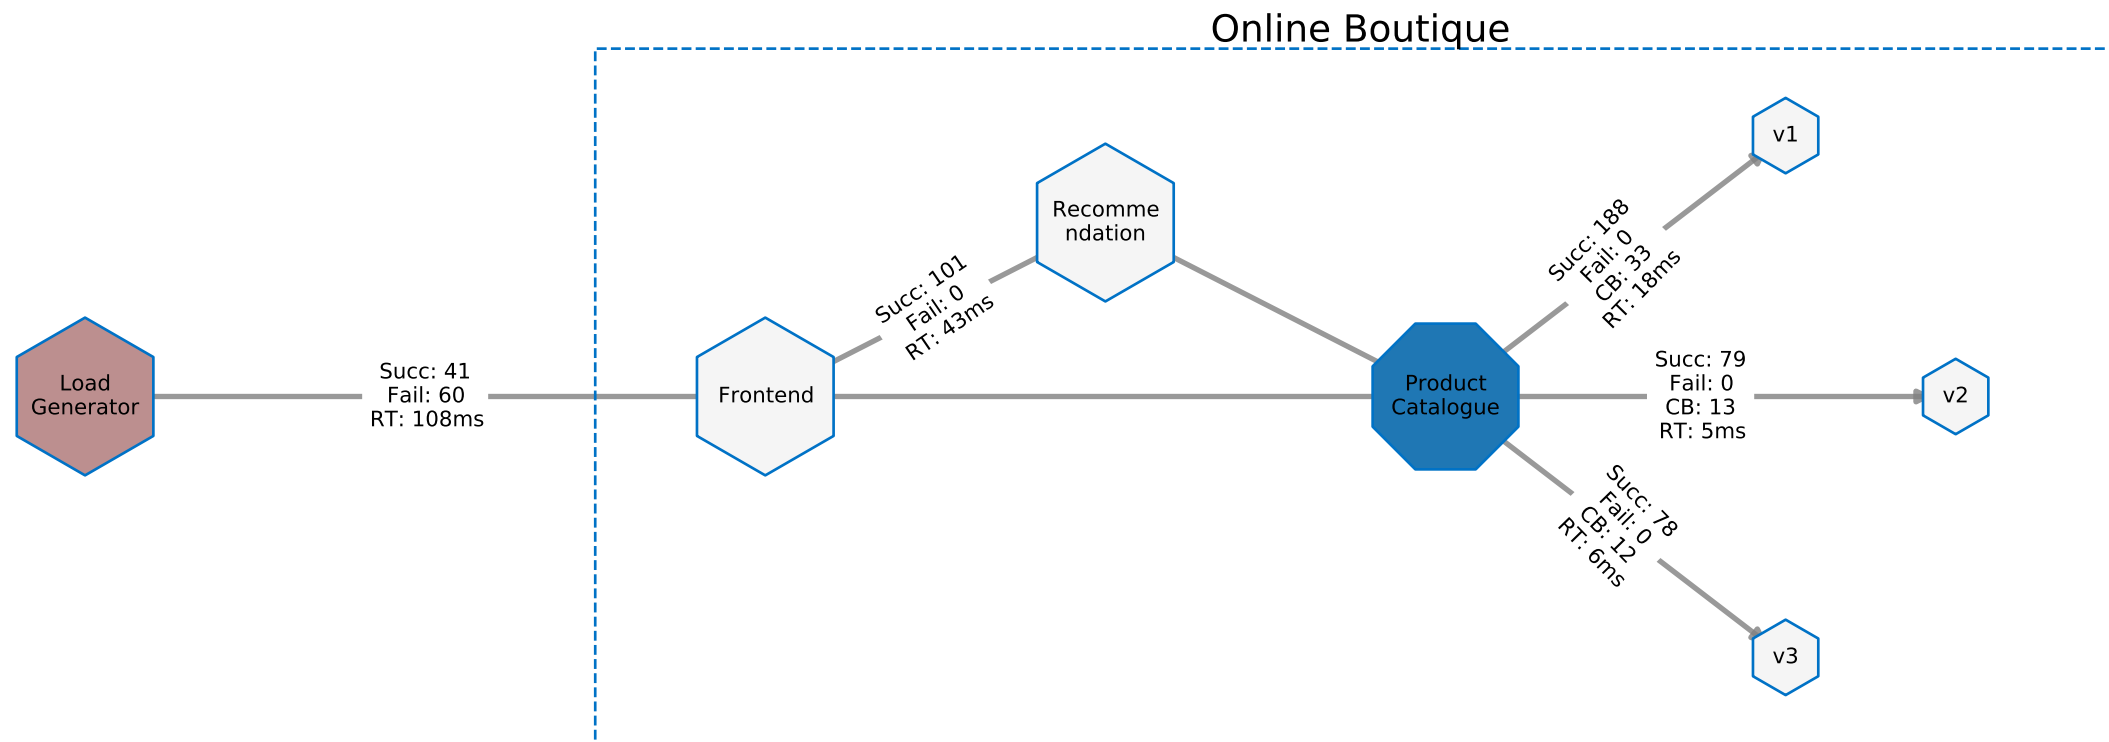 Online Boutique
v1
Recomme
ndation
Succ: 188
Fail: 0
CB: 33
RT: 18ms
Succ: 101
Fail: 0
RT: 43ms
Load
Generator
Succ: 41
Fail: 60
RT: 108ms
Frontend
Product
Catalogue
Succ: 79
Fail: 0
CB: 13
RT: 5ms
v2
Succ: 78
Fail: 0
CB: 12
RT: 6ms
v3